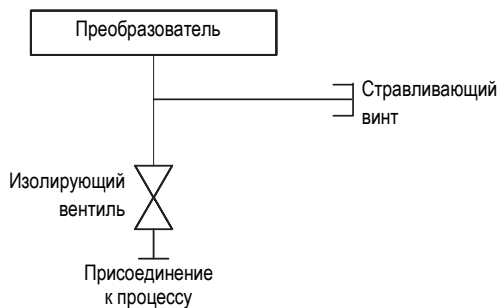 Преобразователь
Стравливающий
винт
Изолирующий
вентиль
Присоединение
к процессу